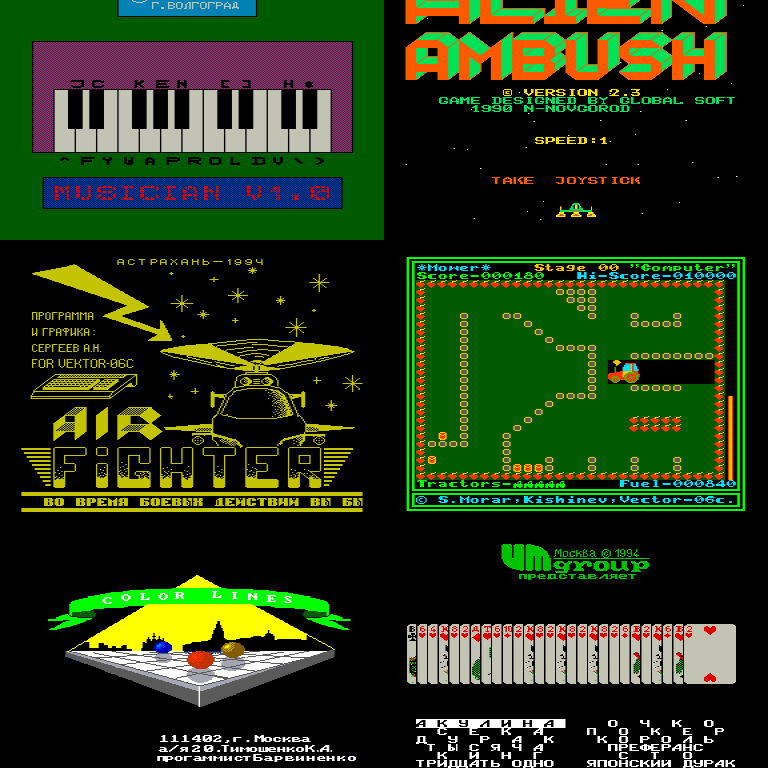 г. ВОЛГОГРАД
J C K E N [ ] H *
^ F Y W A P R O L D V \ >
MUSICIAN V1.0
ALIEN
AMBUSH
© VERSION 2.3
GAME DESIGNED BY GLOBAL SOFT
1990 N-NOVGOROD
SPEED:1
TAKE JOYSTICK
АСТРАХАНЬ-1994
ПРОГРАММА
И ГРАФИКА:
СЕРГЕЕВ А.Н.
FOR VEKTOR-06C
AIR
FIGHTER
ВО ВРЕМЯ БОЕВЫХ ДЕЙСТВИЙ ВЫ БЫ
*Mower* Stage 00 "Computer"
Score-000180 Hi-Score-010000
Tractors- Fuel-000840
© S.Morar,Kishinev,Vector-06c.
COLOR LINES
111402,г.Москва
а/я20.ТимошенкоК.А.
прогаммистБарвиненко
Москва © 1994
group
представляет
АКУЛИНА ОЧКО
СЕКА ПОКЕР
ДУРАК КОРОЛЬ
ТЫСЯЧА ПРЕФЕРАНС
КИНГ СТО
ТРИДЦАТЬ ОДНО ЯПОНСКИЙ ДУРАК